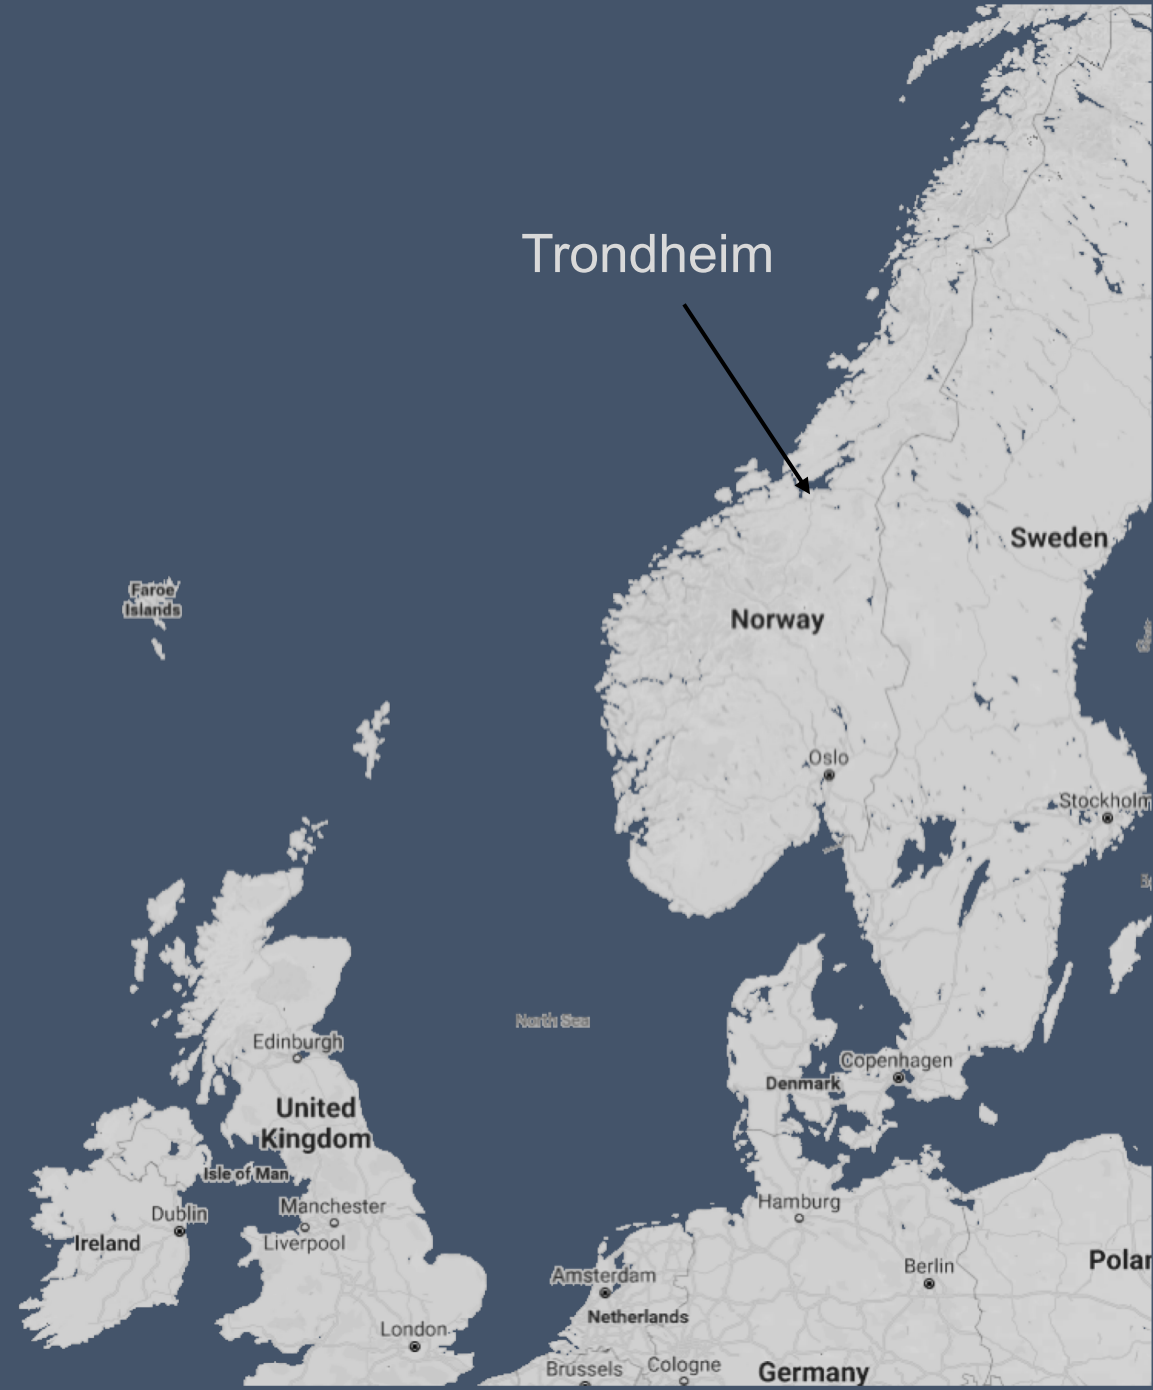 Trondheim
Sweden
Faroe
Islands
Norway
Oslo
Stockholm
North Sea
Edinburgh
Copenhagen
Denmark
United
Kingdom
Isle of Man
Hamburg
Manchester
Dublin
Ireland
Liverpool
Polar
Berlin
Amsterdam
Netherlands
London
Brussels
Cologne
Germany